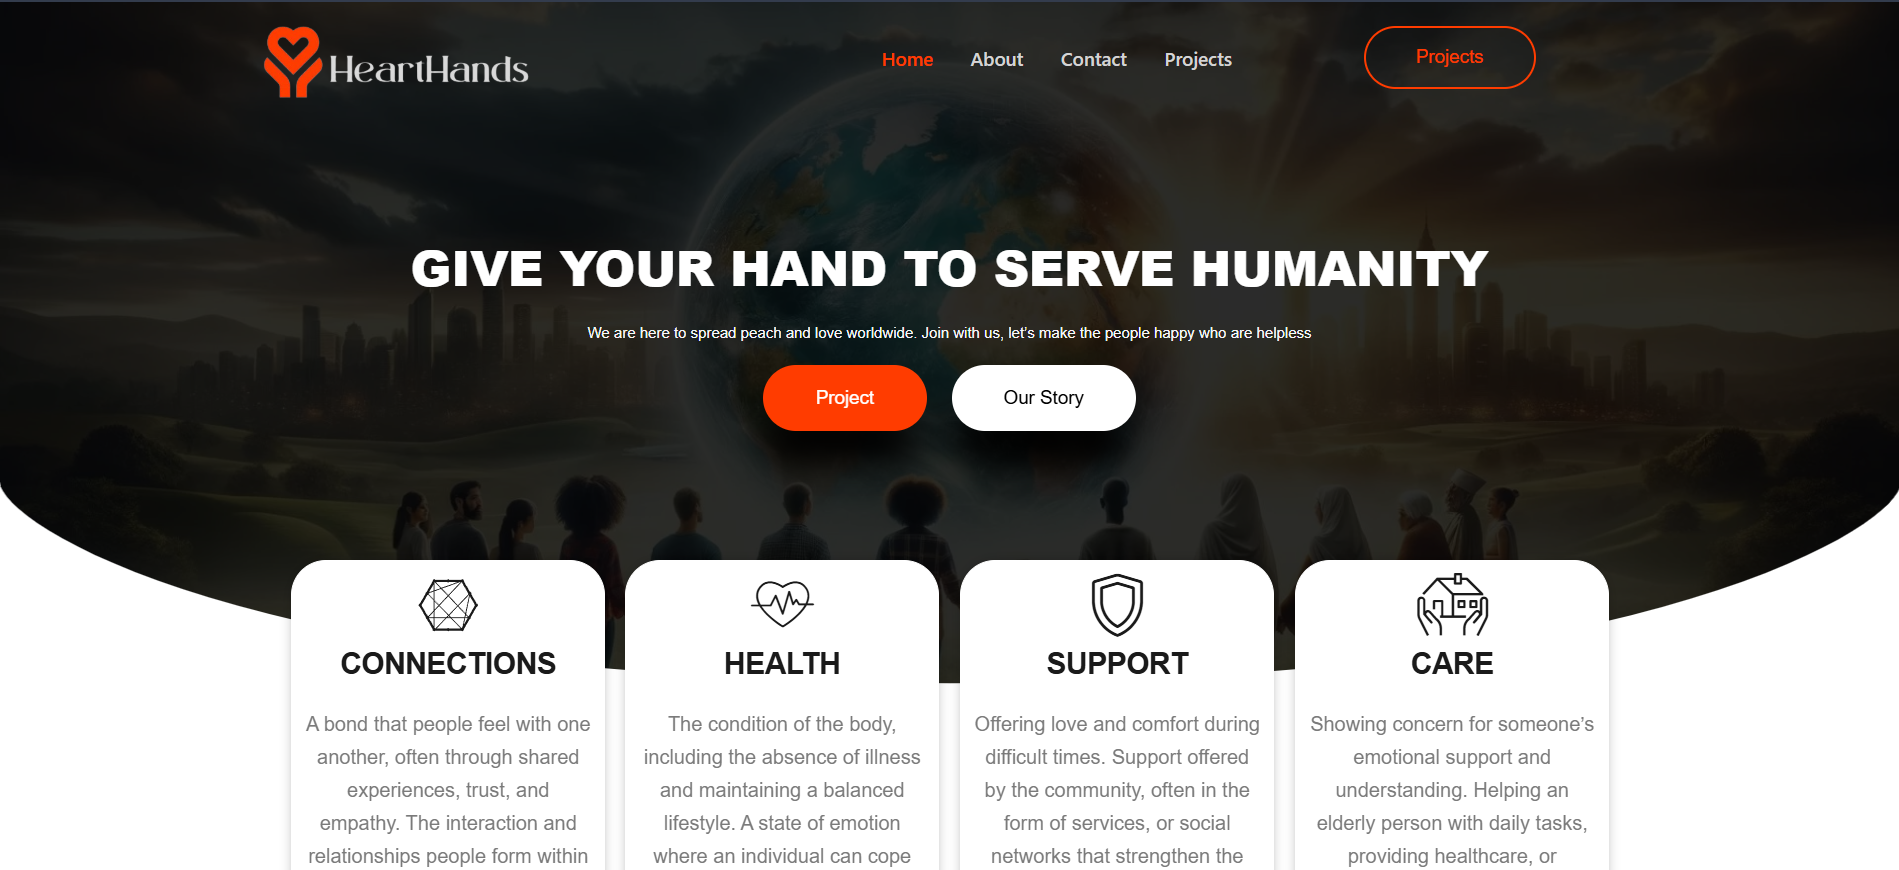 HeartHands
Home About Contact Projects
Projects
GIVE YOUR HAND TO SERVE HUMANITY
We are here to spread peach and love worldwide. Join with us, let’s make the people happy who are helpless
Project
Our Story
CONNECTIONS
A bond that people feel with one
another, often through shared
experiences, trust, and
empathy. The interaction and
relationships people form within
HEALTH
The condition of the body,
including the absence of illness
and maintaining a balanced
lifestyle. A state of emotion
where an individual can cope
SUPPORT
Offering love and comfort during
difficult times. Support offered
by the community, often in the
form of services, or social
networks that strengthen the
CARE
Showing concern for someone’s
emotional support and
understanding. Helping an
elderly person with daily tasks,
providing healthcare, or